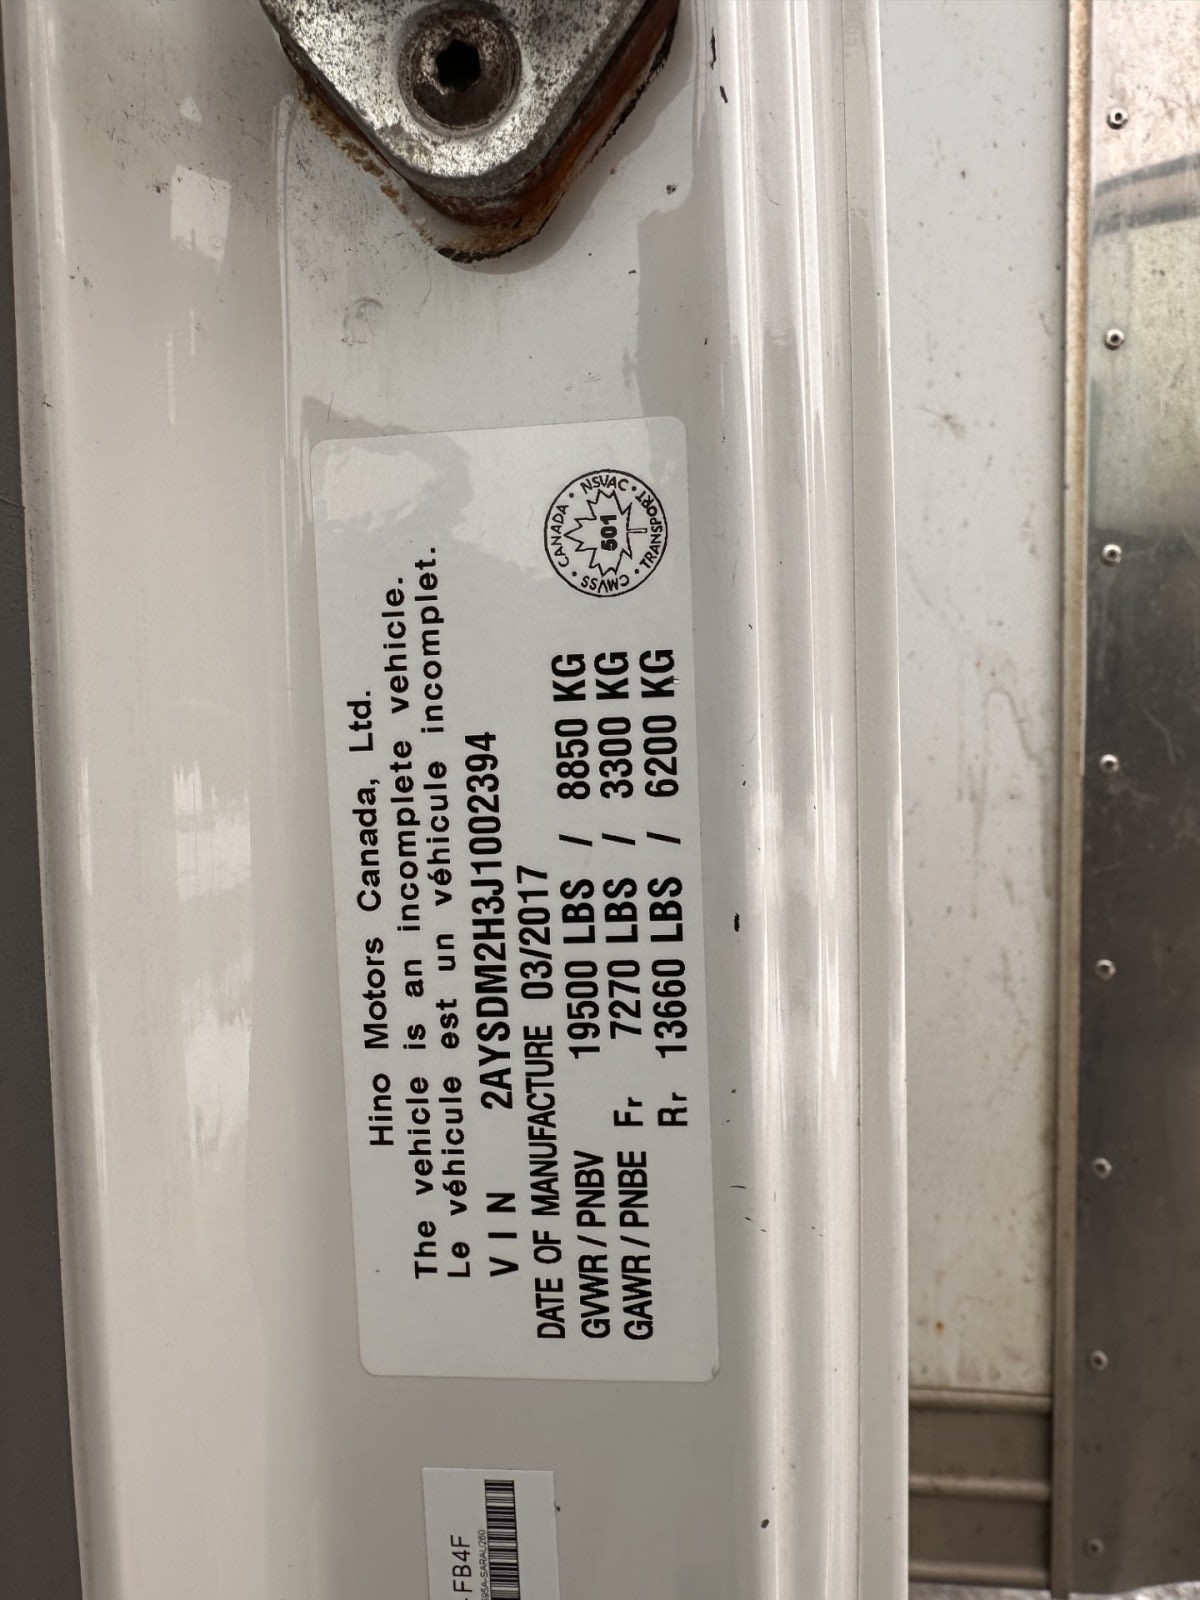 Hino Motors Canada, Ltd.
The vehicle is an incomplete vehicle.
Le véhicule est un véhicule incomplet.
VIN 2AYSDM2H3J1002394
DATE OF MANUFACTURE 03/2017
GVWR / PNBV 19500 LBS / 8850 KG
GAWR / PNBE Fr 7270 LBS / 3300 KG
Rr 13660 LBS / 6200 KG
CANADA • NSVAC • TRANSPORT • CMVSS •
501
FB4F